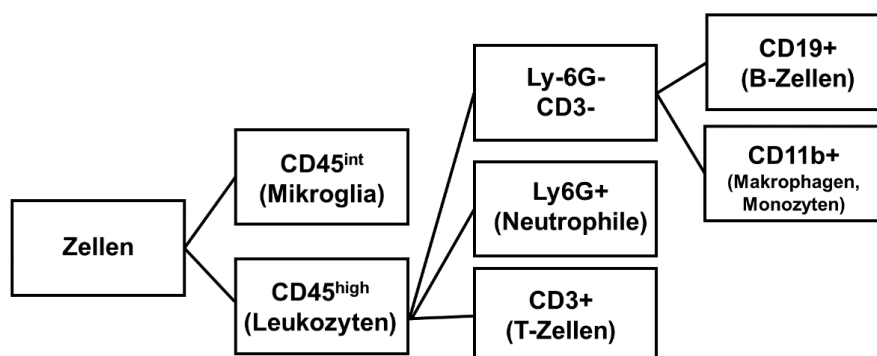 Zellen
CD45int
(Mikroglia)
CD45high
(Leukozyten)
Ly-6G-
CD3-
Ly6G+
(Neutrophile)
CD3+
(T-Zellen)
CD19+
(B-Zellen)
CD11b+
(Makrophagen,
Monozyten)